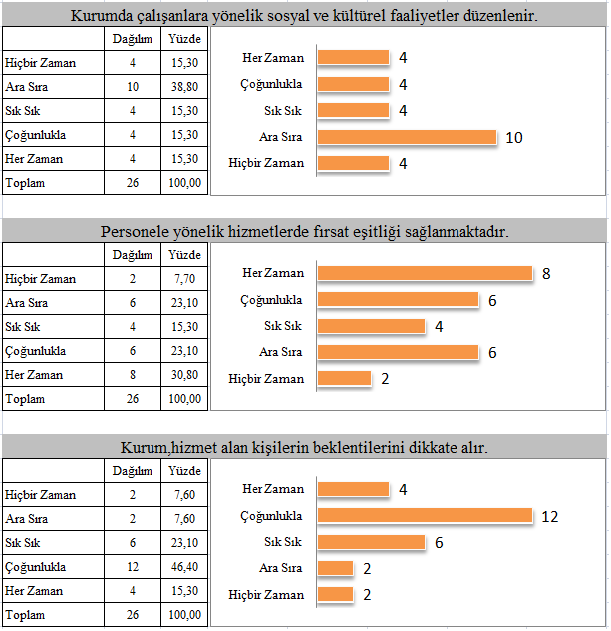 Kurumda çalışanlara yönelik sosyal ve kültürel faaliyetler düzenlenir.
Dağılım Yüzde
Hiçbir Zaman 4 15,30
Ara Sıra 10 38,80
Sık Sık 4 15,30
Çoğunlukla 4 15,30
Her Zaman 4 15,30
Toplam 26 100,00
Her Zaman 4
Çoğunlukla 4
Sık Sık 4
Ara Sıra 10
Hiçbir Zaman 4
Personele yönelik hizmetlerde fırsat eşitliği sağlanmaktadır.
Dağılım Yüzde
Hiçbir Zaman 2 7,70
Ara Sıra 6 23,10
Sık Sık 4 15,30
Çoğunlukla 6 23,10
Her Zaman 8 30,80
Toplam 26 100,00
Her Zaman 8
Çoğunlukla 6
Sık Sık 4
Ara Sıra 6
Hiçbir Zaman 2
Kurum,hizmet alan kişilerin beklentilerini dikkate alır.
Dağılım Yüzde
Hiçbir Zaman 2 7,60
Ara Sıra 2 7,60
Sık Sık 6 23,10
Çoğunlukla 12 46,40
Her Zaman 4 15,30
Toplam 26 100,00
Her Zaman 4
Çoğunlukla 12
Sık Sık 6
Ara Sıra 2
Hiçbir Zaman 2